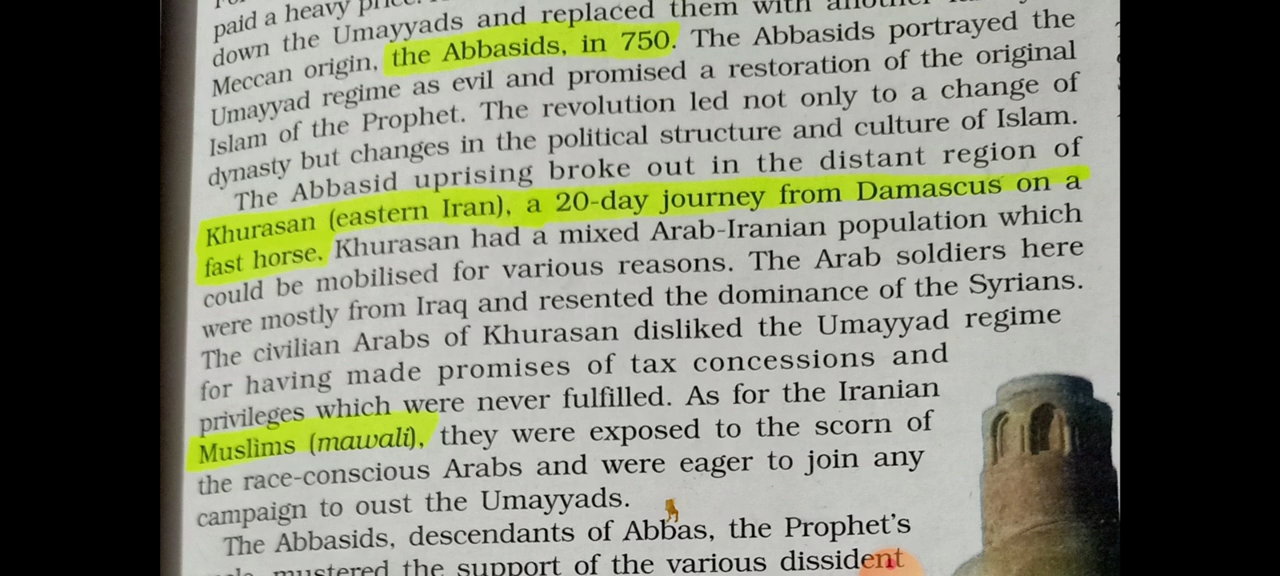 paid a heavy price.
down the Umayyads and replaced them with another
Meccan origin, the Abbasids, in 750. The Abbasids portrayed the
Umayyad regime as evil and promised a restoration of the original
Islam of the Prophet. The revolution led not only to a change of
dynasty but changes in the political structure and culture of Islam.
The Abbasid uprising broke out in the distant region of
Khurasan (eastern Iran), a 20-day journey from Damascus on a
fast horse. Khurasan had a mixed Arab-Iranian population which
could be mobilised for various reasons. The Arab soldiers here
were mostly from Iraq and resented the dominance of the Syrians.
The civilian Arabs of Khurasan disliked the Umayyad regime
for having made promises of tax concessions and
privileges which were never fulfilled. As for the Iranian
Muslims (mawali), they were exposed to the scorn of
the race-conscious Arabs and were eager to join any
campaign to oust the Umayyads.
The Abbasids, descendants of Abbas, the Prophet's
mustered the support of the various dissident